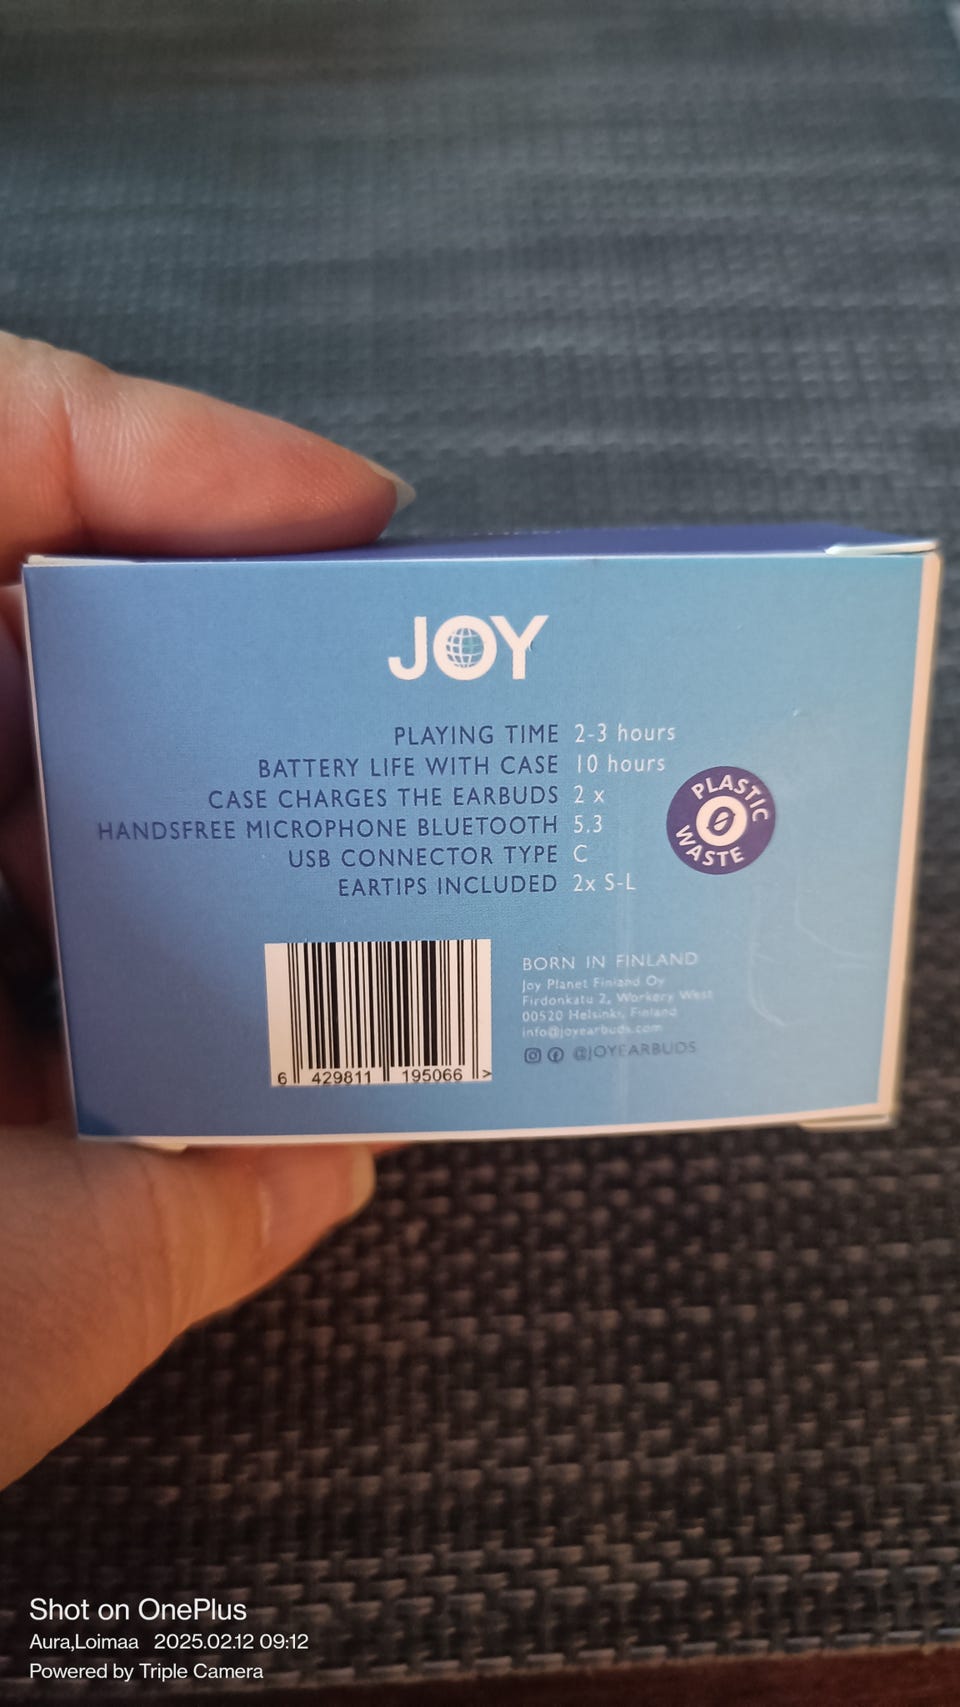 JOY
PLAYING TIME 2-3 hours
BATTERY LIFE WITH CASE 10 hours
CASE CHARGES THE EARBUDS 2 x
HANDSFREE MICROPHONE BLUETOOTH 5.3
USB CONNECTOR TYPE C
EARTIPS INCLUDED 2x S-L
PLASTIC
0
WASTE
6 429811 195066 >
BORN IN FINLAND
Joy Planet Finland Oy
Firdonkatu 2, Workery West
00520 Helsinki, Finland
info@joyearbuds.com
@JOYEARBUDS
Shot on OnePlus
Aura,Loimaa 2025.02.12 09:12
Powered by Triple Camera